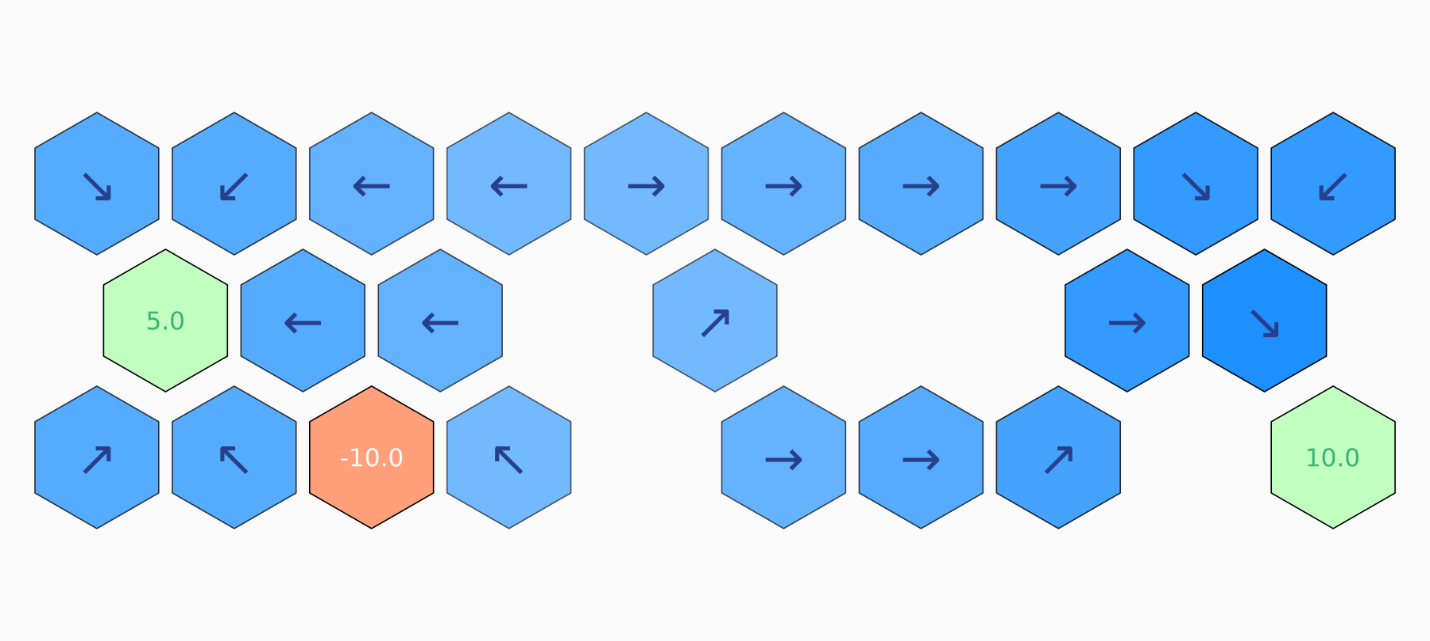 ↘ ↙ ← ← → → → → ↘ ↙
5.0 ← ← ↗ → ↘
↗ ↖ -10.0 ↖ → → ↗ 10.0